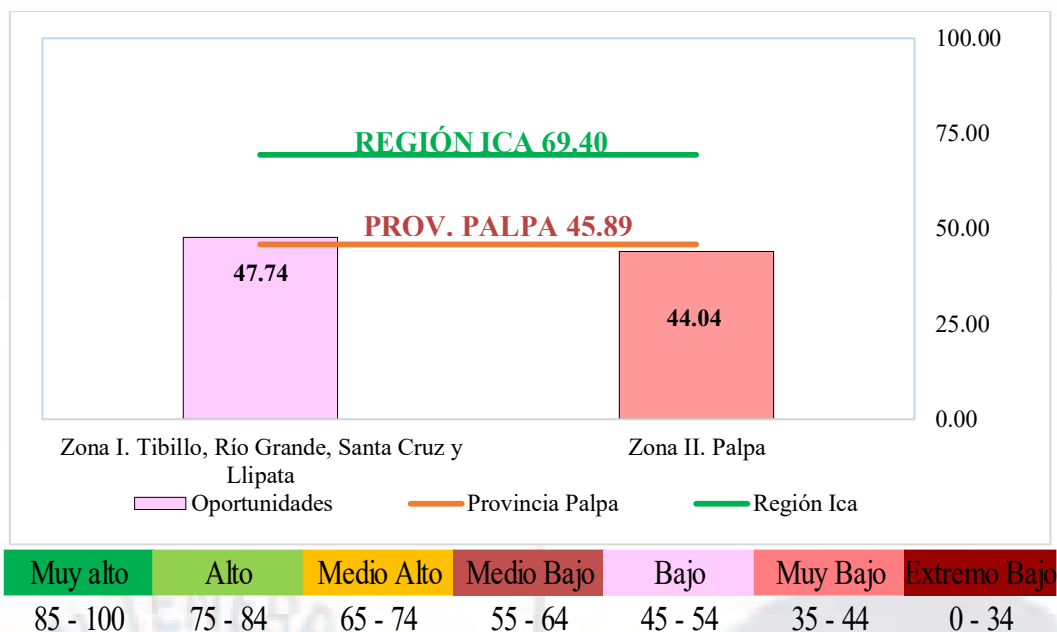 100.00
75.00
50.00
25.00
0.00
REGIÓN ICA 69.40
PROV. PALPA 45.89
47.74
44.04
Zona I. Tibillo, Río Grande, Santa Cruz y
Llipata
Zona II. Palpa
Oportunidades
Provincia Palpa
Región Ica
Muy alto Alto Medio Alto Medio Bajo Bajo Muy Bajo Extremo Bajo
85 - 100 75 - 84 65 - 74 55 - 64 45 - 54 35 - 44 0 - 34